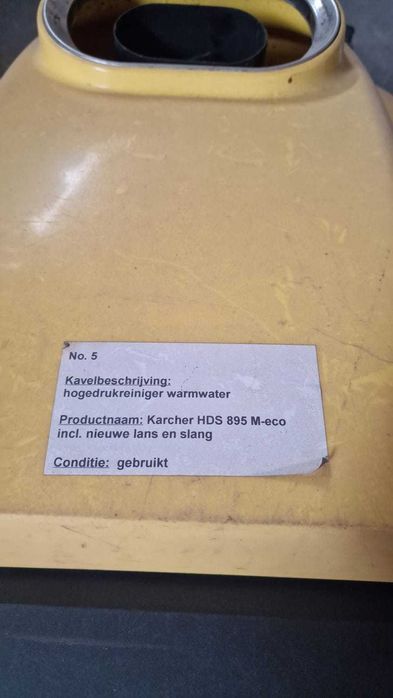 No. 5
Kavelbeschrijving:
hogedrukreiniger warmwater
Productnaam: Karcher HDS 895 M-eco
incl. nieuwe lans en slang
Conditie: gebruikt